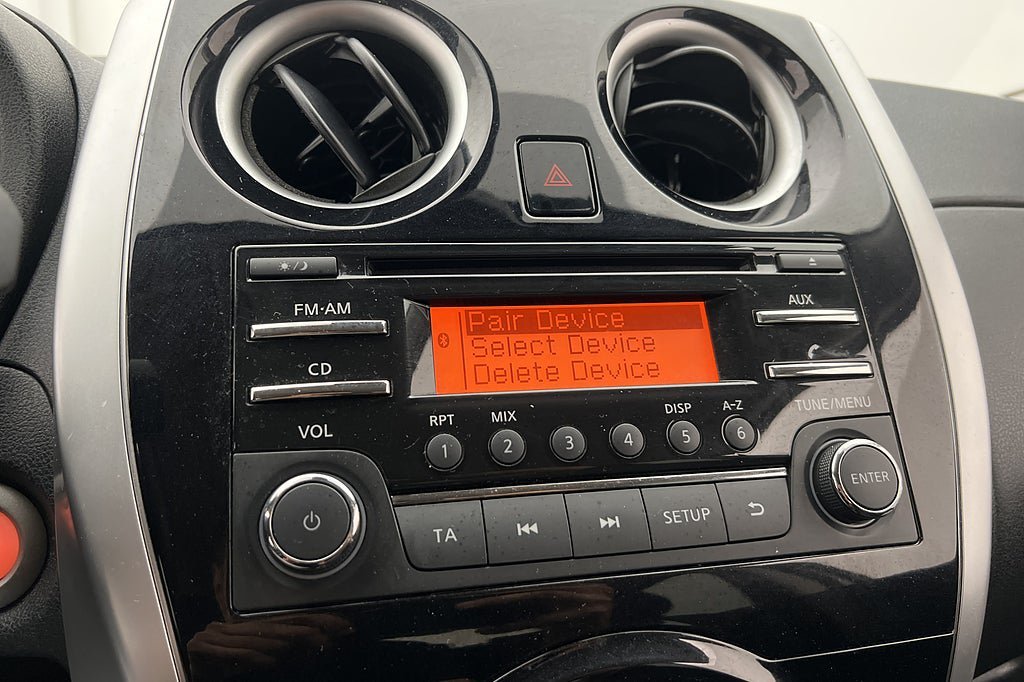 FM·AM
CD
VOL
Pair Device
Select Device
Delete Device
AUX
TUNE/MENU
RPT
MIX
DISP
A-Z
1
2
3
4
5
6
TA
SETUP
ENTER